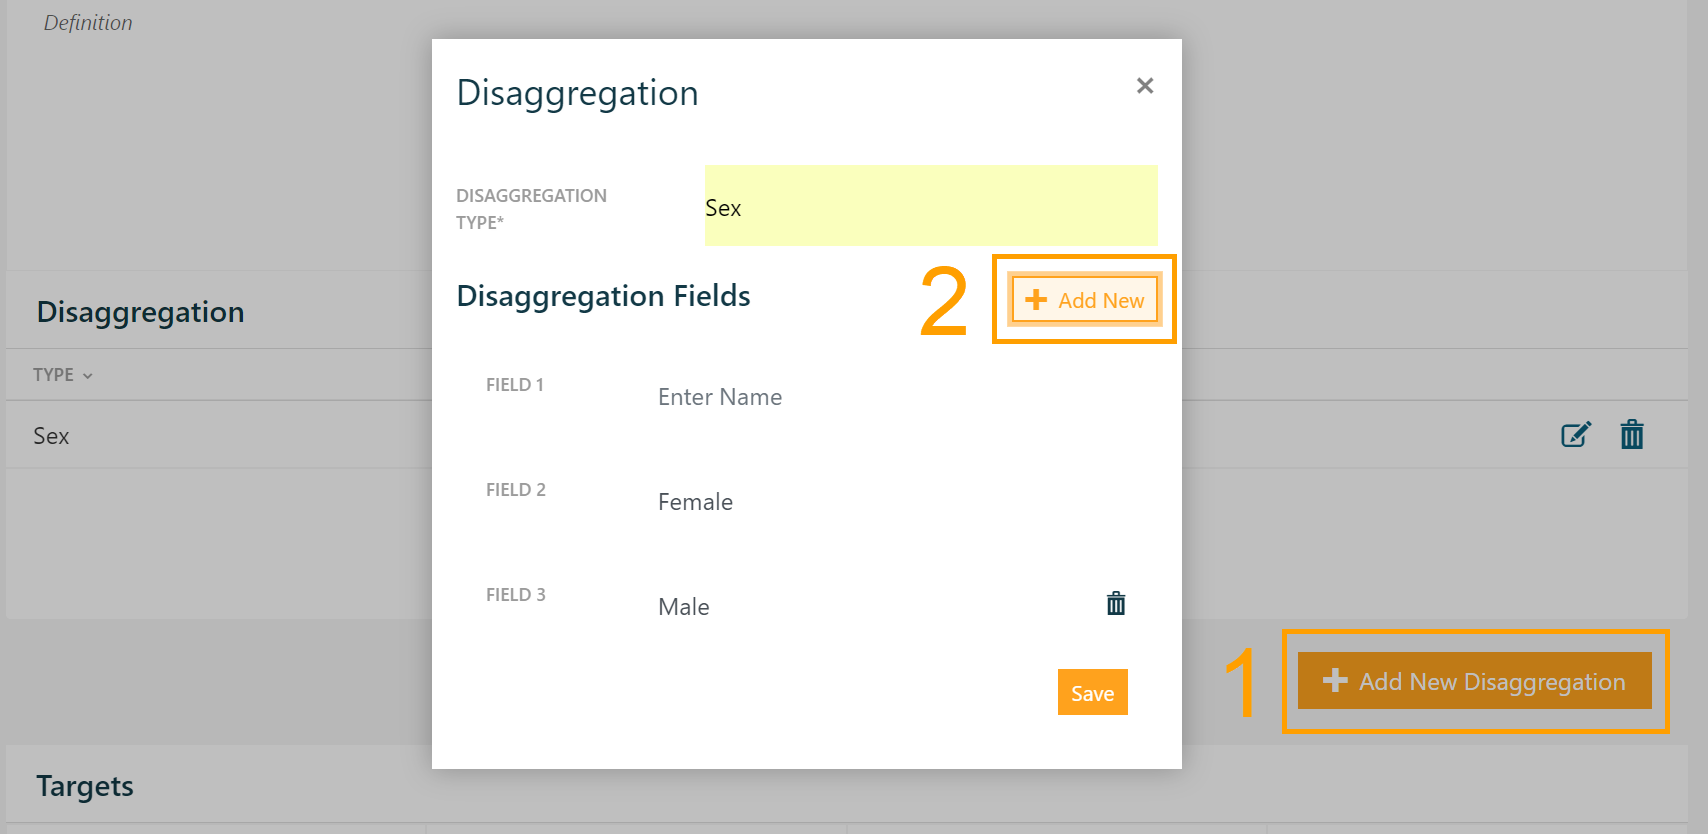 Definition
Disaggregation
DISAGGREGATION
TYPE*
Sex
Disaggregation Fields
2
Add New
FIELD 1
Enter Name
FIELD 2
Female
FIELD 3
Male
Save
Disaggregation
TYPE
Sex
1
Add New Disaggregation
Targets